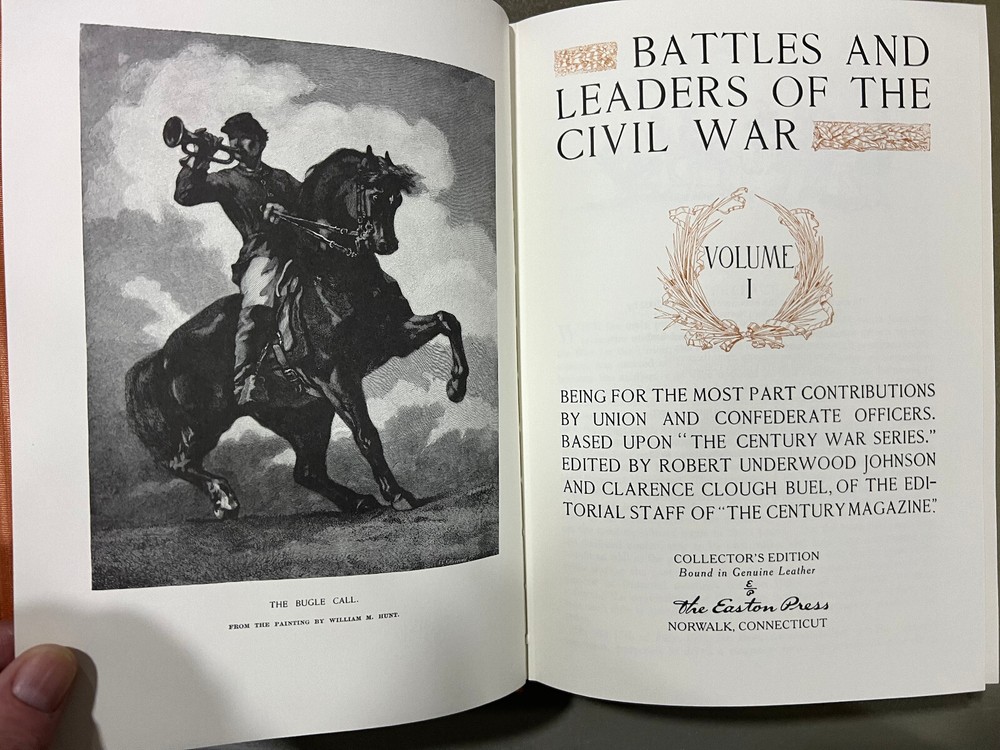 THE BUGLE CALL.
FROM THE PAINTING BY WILLIAM M. HUNT.
BATTLES AND
LEADERS OF THE
CIVIL WAR
VOLUME
I
BEING FOR THE MOST PART CONTRIBUTIONS
BY UNION AND CONFEDERATE OFFICERS.
BASED UPON "THE CENTURY WAR SERIES."
EDITED BY ROBERT UNDERWOOD JOHNSON
AND CLARENCE CLOUGH BUEL, OF THE EDI-
TORIAL STAFF OF "THE CENTURY MAGAZINE."
COLLECTOR'S EDITION
Bound in Genuine Leather
E
P
The Easton Press
NORWALK, CONNECTICUT